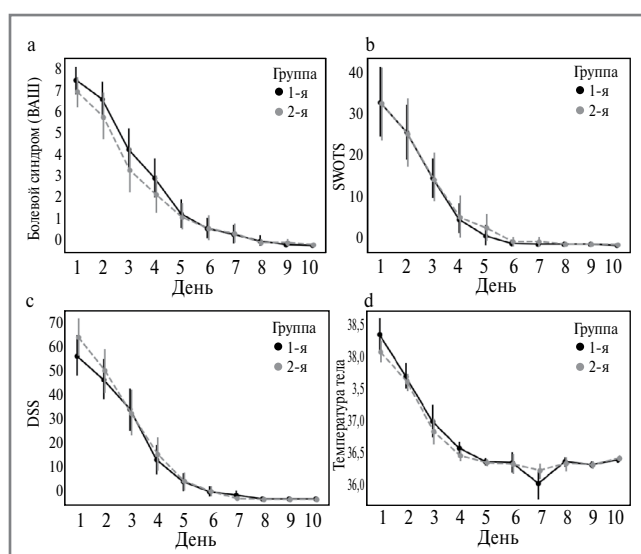 a
Болевой синдром (ВАШ)
8
7
6
5
4
3
2
1
0
Группа
1-я
2-я
1 2 3 4 5 6 7 8 9 10
День
b
SWOTS
40
30
20
10
0
Группа
1-я
2-я
1 2 3 4 5 6 7 8 9 10
День
c
DSS
70
60
50
40
30
20
10
0
Группа
1-я
2-я
1 2 3 4 5 6 7 8 9 10
День
d
Температура тела
38,5
38,0
37,5
37,0
36,5
36,0
Группа
1-я
2-я
1 2 3 4 5 6 7 8 9 10
День